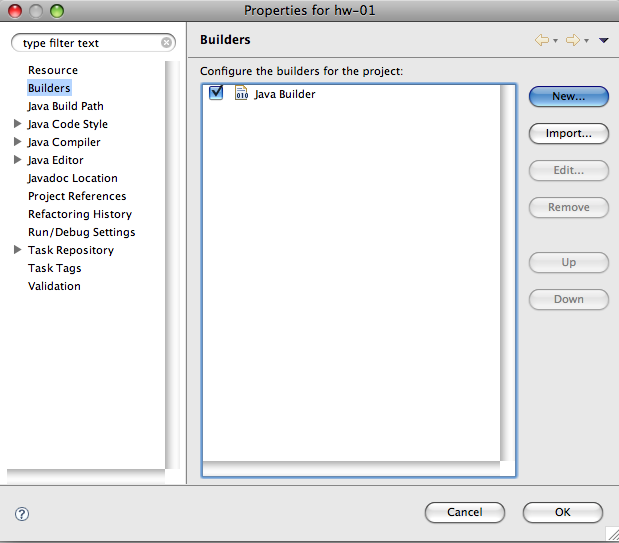 Properties for hw-01
type filter text
Resource
Builders
Java Build Path
Java Code Style
Java Compiler
Java Editor
Javadoc Location
Project References
Refactoring History
Run/Debug Settings
Task Repository
Task Tags
Validation
Builders
Configure the builders for the project:
010 Java Builder
New...
Import...
Edit...
Remove
Up
Down
?
Cancel
OK